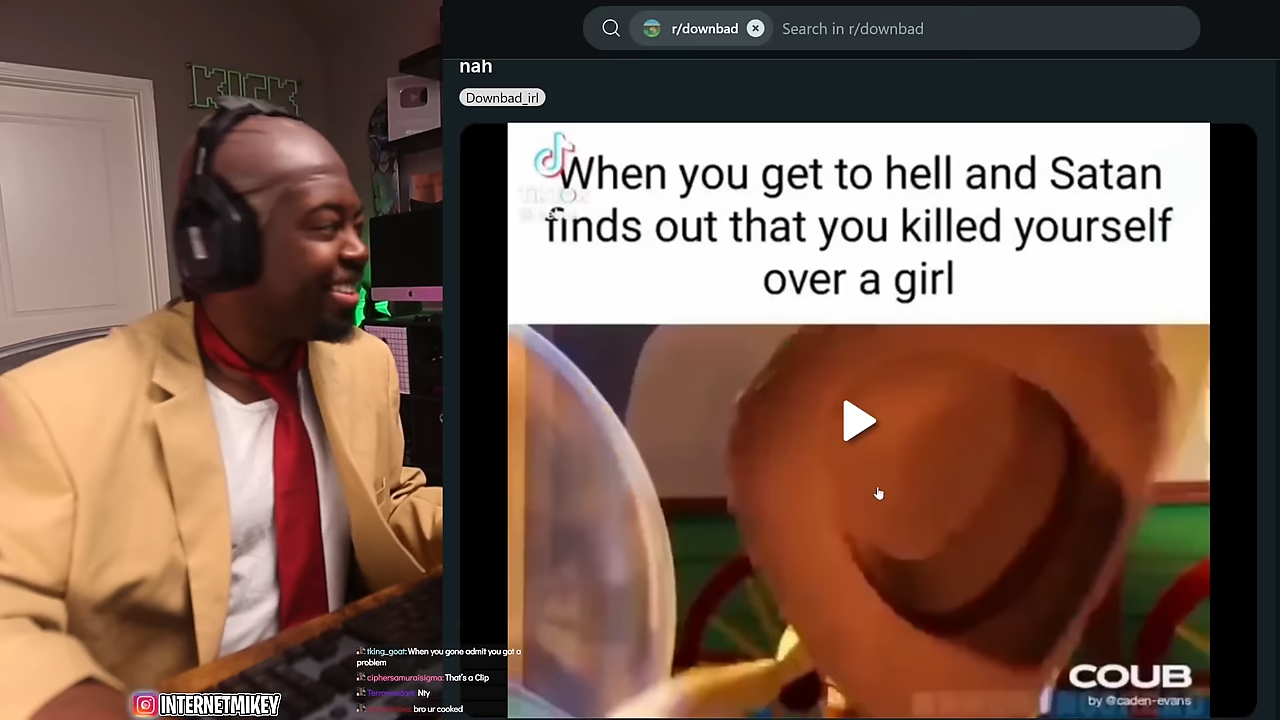 r/downbad
Search in r/downbad
nah
Downbad_irl
KICK
TikTok
When you get to hell and Satan
finds out that you killed yourself
over a girl
tking_goat: When you gone admit you got a
problem
ciphersamuraisigma: That's a Clip
Nty
bro ur cooked
INTERNETMIKEY
COUB
by @caden-evans